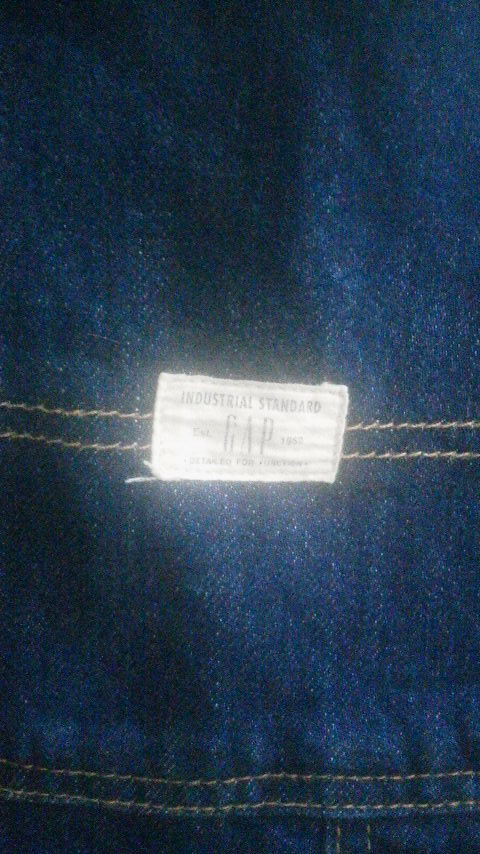 INDUSTRIAL STANDARD
Est. GAP 1969
• DETAILED FOR FUNCTION •